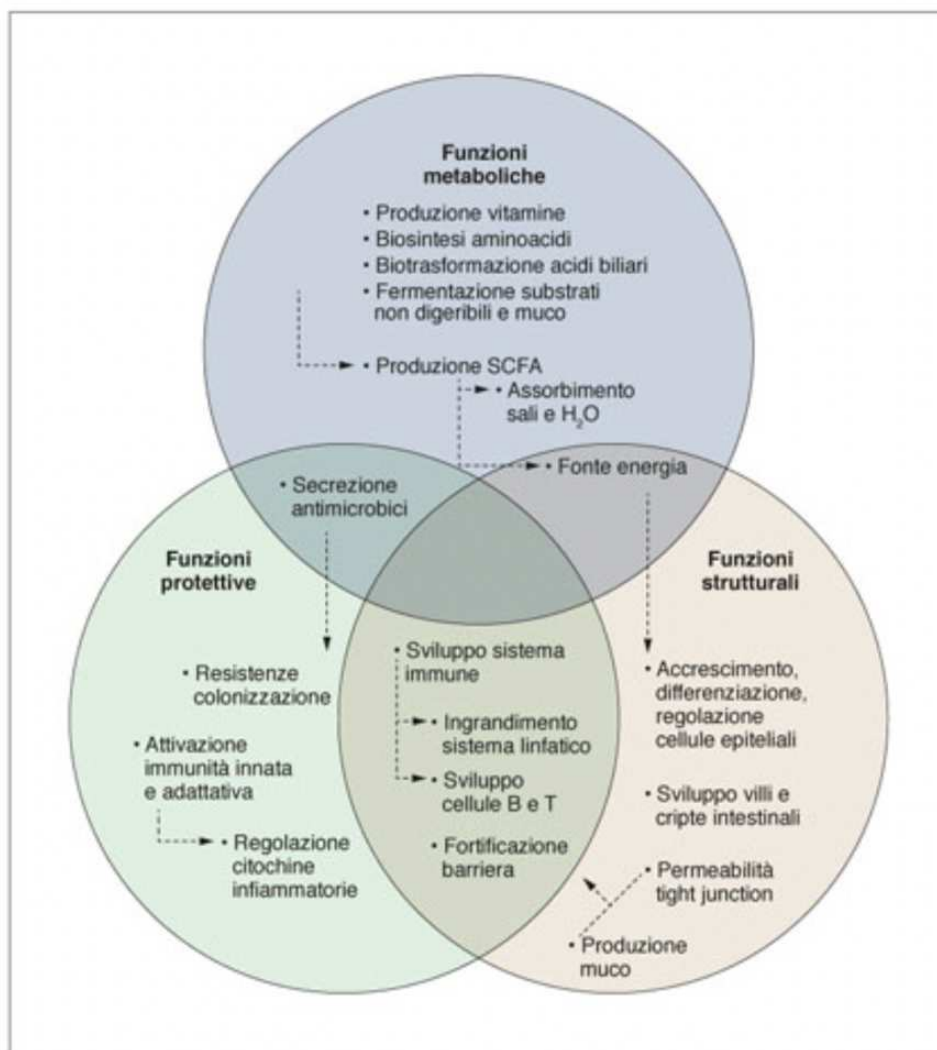 Funzioni
metaboliche
• Produzione vitamine
• Biosintesi aminoacidi
• Biotrasformazione acidi biliari
• Fermentazione substrati
non digeribili e muco
• Produzione SCFA
• Assorbimento
sali e H₂O
• Fonte energia
• Secrezione
antimicrobici
Funzioni
protettive
• Resistenze
colonizzazione
• Attivazione
immunità innata
e adattativa
• Regolazione
citochine
infiammatorie
• Sviluppo sistema
immune
• Ingrandimento
sistema linfatico
• Sviluppo
cellule B e T
• Fortificazione
barriera
Funzioni
strutturali
• Accrescimento,
differenziazione,
regolazione
cellule epiteliali
• Sviluppo villi e
cripte intestinali
• Permeabilità
tight junction
• Produzione
muco